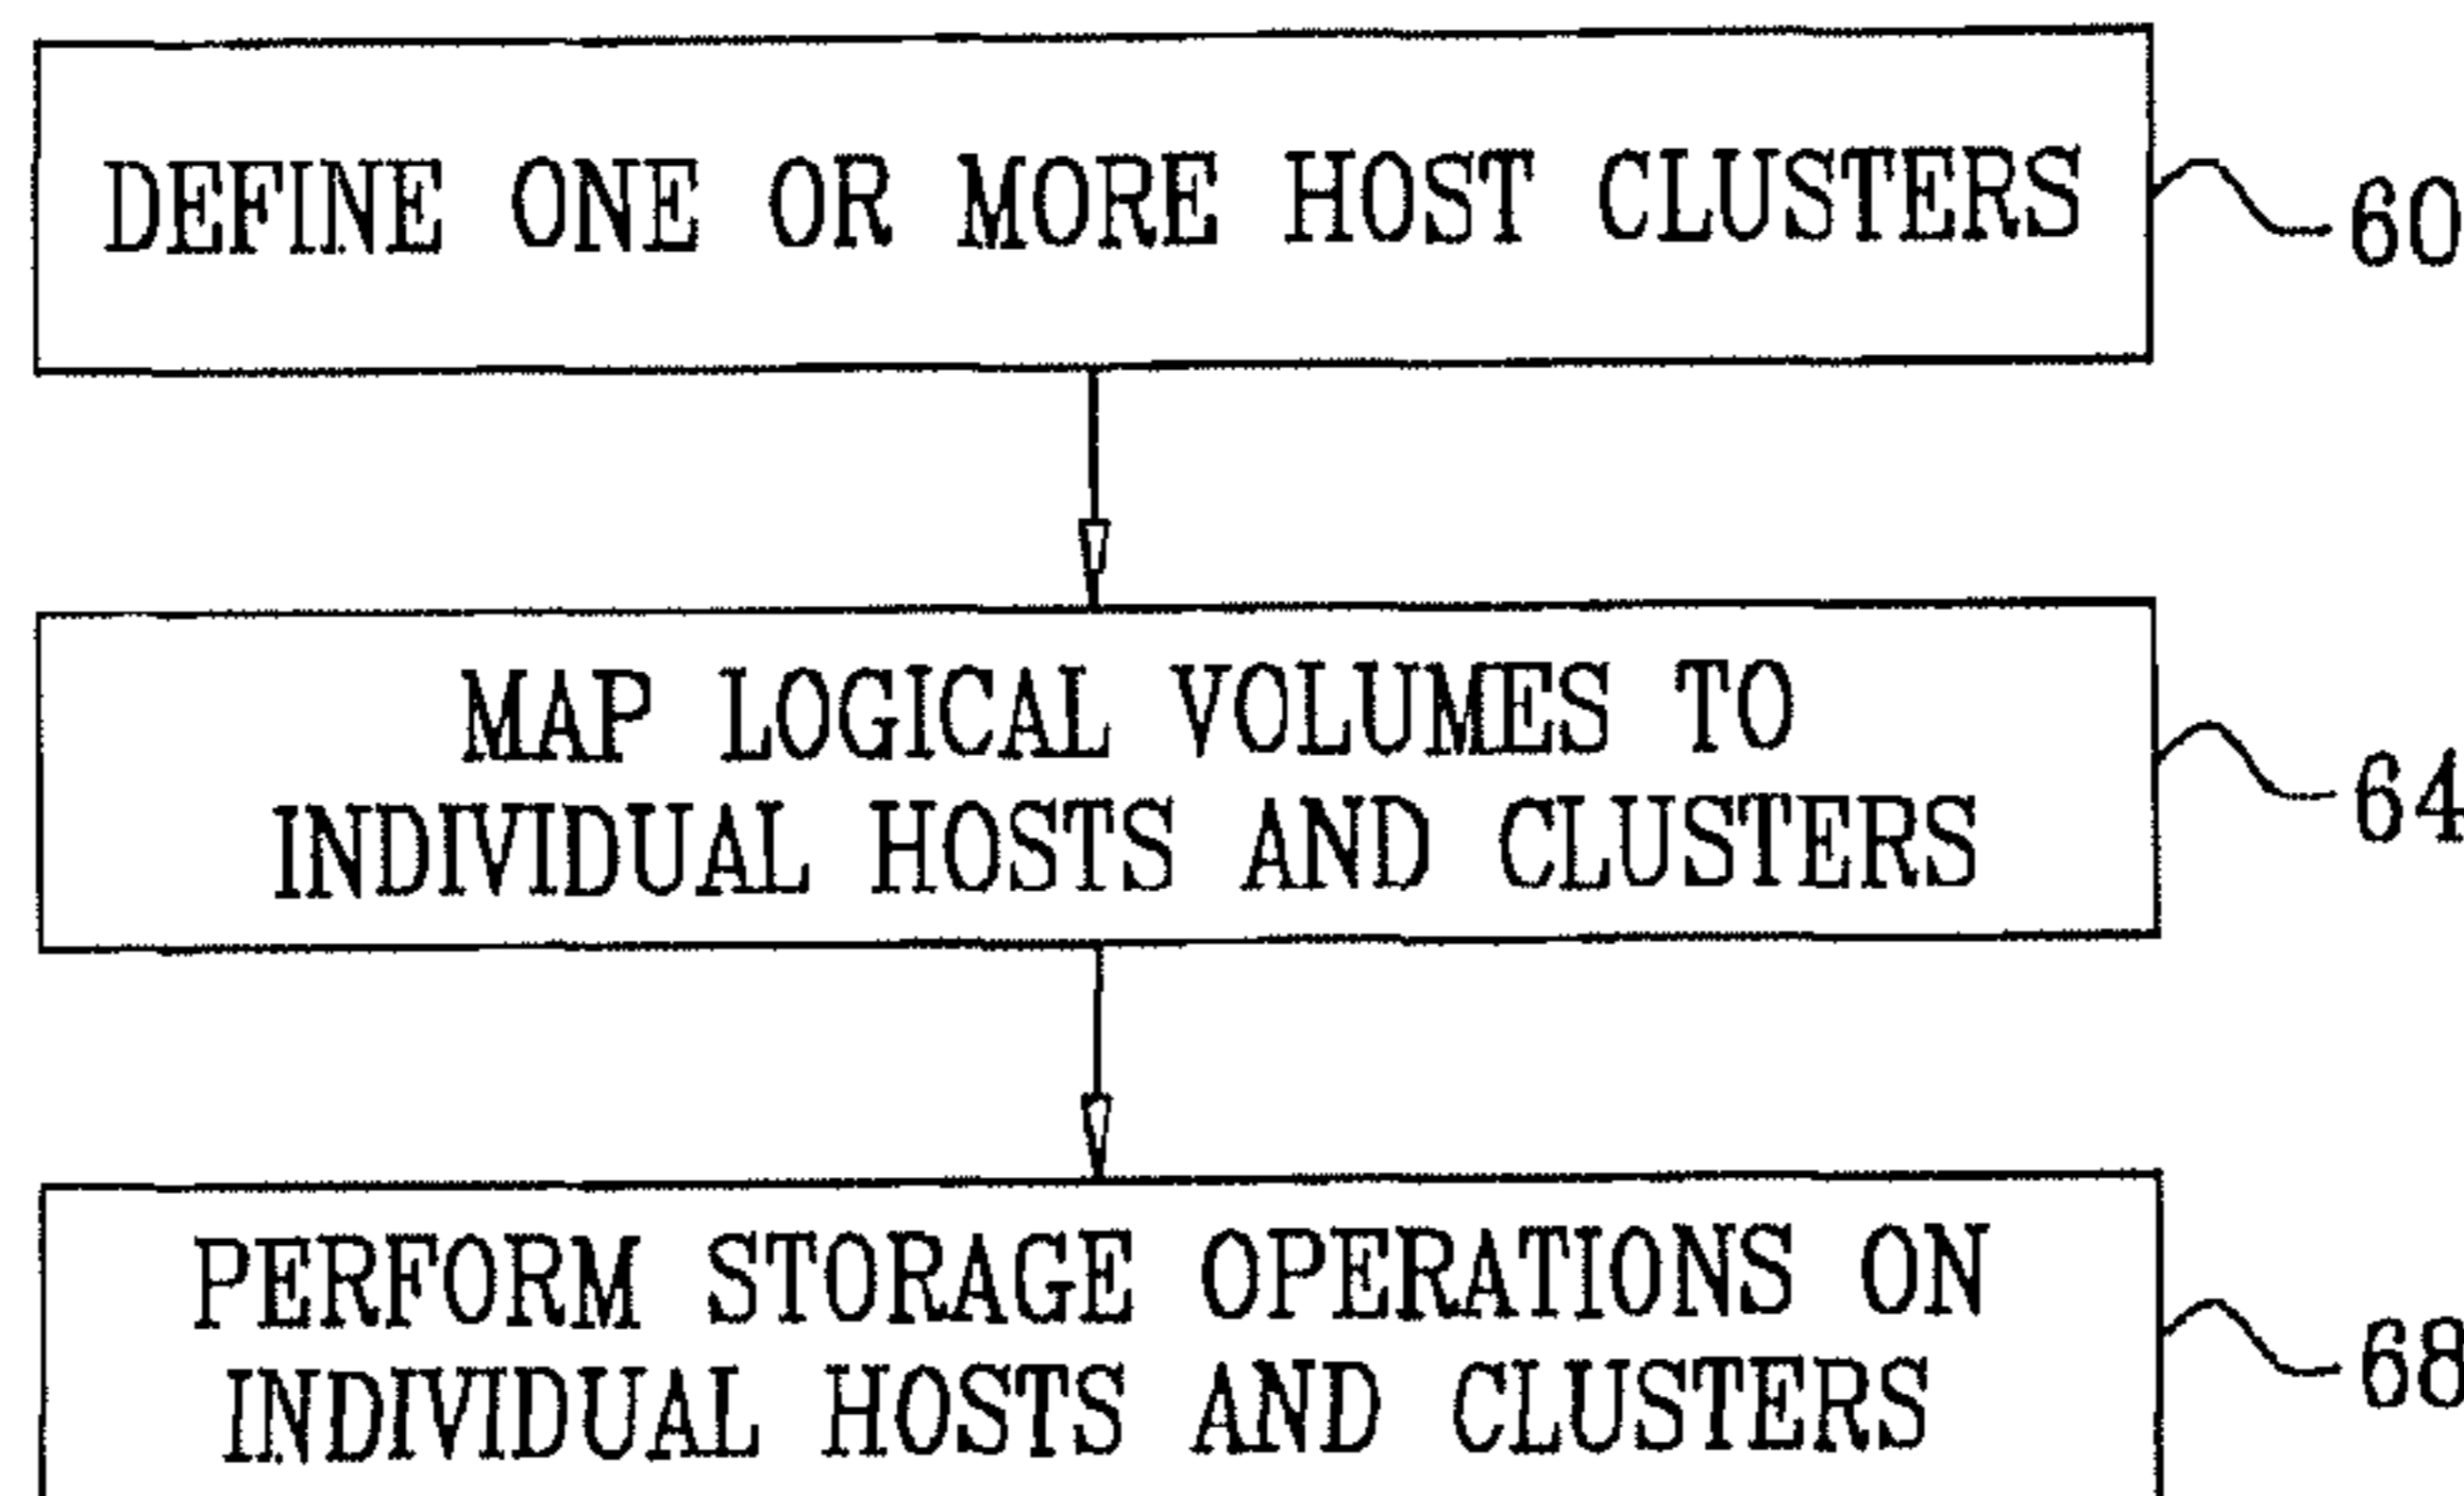 DEFINE ONE OR MORE HOST CLUSTERS
60
MAP LOGICAL VOLUMES TO
INDIVIDUAL HOSTS AND CLUSTERS
64
PERFORM STORAGE OPERATIONS ON
INDIVIDUAL HOSTS AND CLUSTERS
68